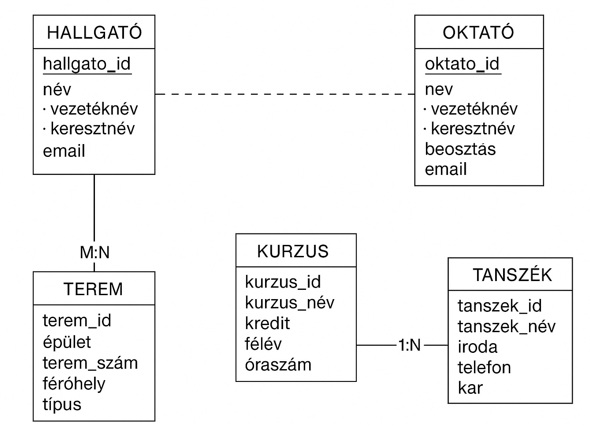 HALLGATÓ
hallgato_id
név
· vezetéknév
· keresztnév
email
OKTATÓ
oktato_id
nev
· vezetéknév
· keresztnév
beosztás
email
M:N
TEREM
terem_id
épület
terem_szám
féróhely
típus
KURZUS
kurzus_id
kurzus_név
kredit
félév
óraszám
1:N
TANSZÉK
tanszek_id
tanszek_név
iroda
telefon
kar